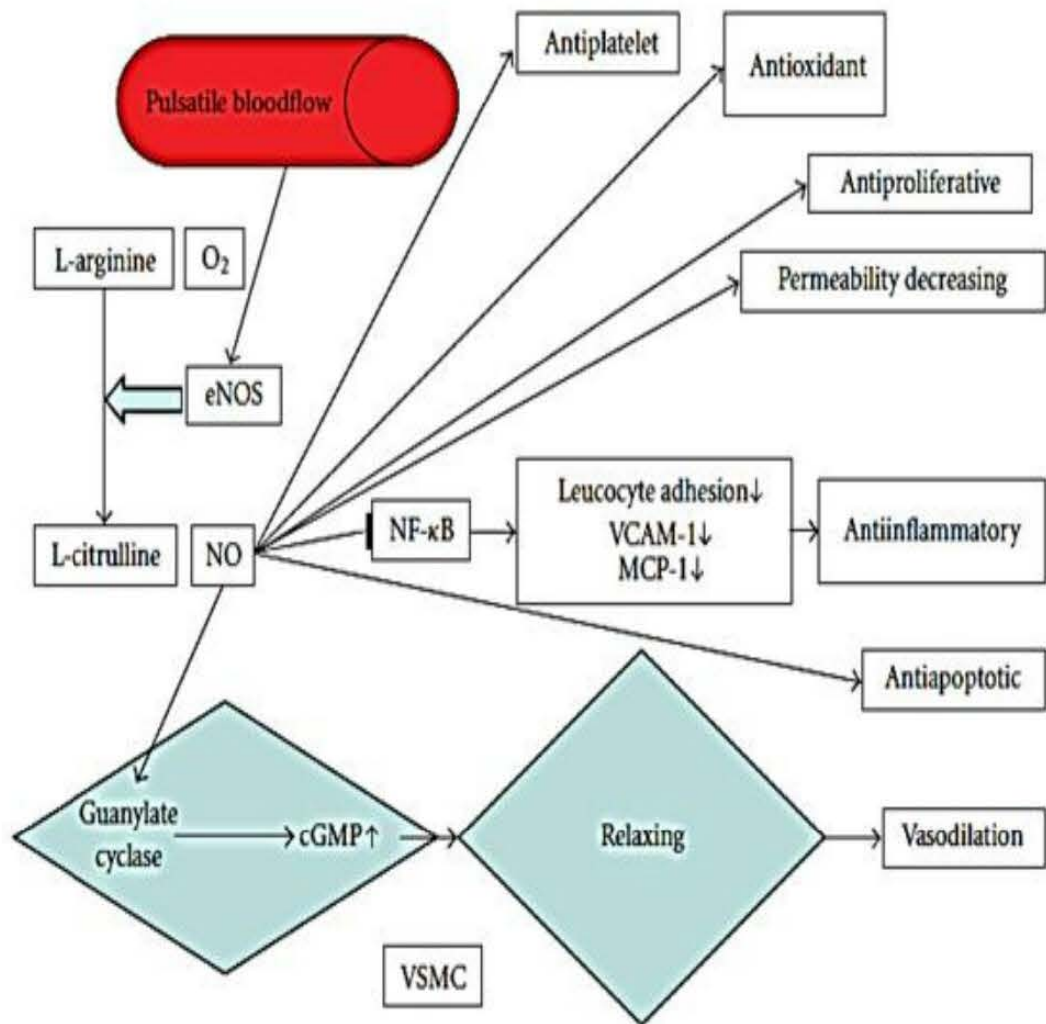 Antiplatelet
Antioxidant
Pulsatile bloodflow
Antiproliferative
L-arginine
O2
Permeability decreasing
eNOS
Leucocyte adhesion↓
VCAM-1↓
MCP-1↓
NF-κB
Antiinflammatory
L-citrulline
NO
Antiapoptotic
Guanylate
cyclase
cGMP↑
Relaxing
Vasodilation
VSMC